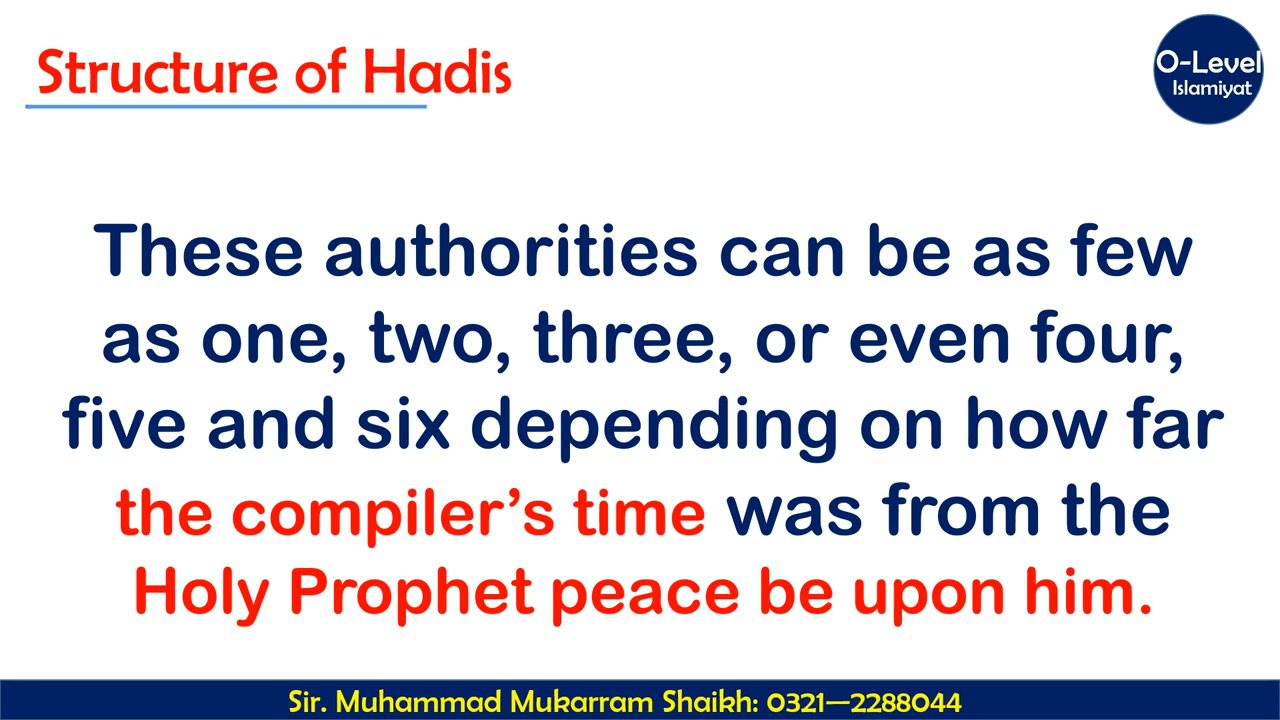 Structure of Hadis
O-Level
Islamiyat
These authorities can be as few
as one, two, three, or even four,
five and six depending on how far
the compiler’s time was from the
Holy Prophet peace be upon him.
Sir. Muhammad Mukarram Shaikh: 0321—2288044